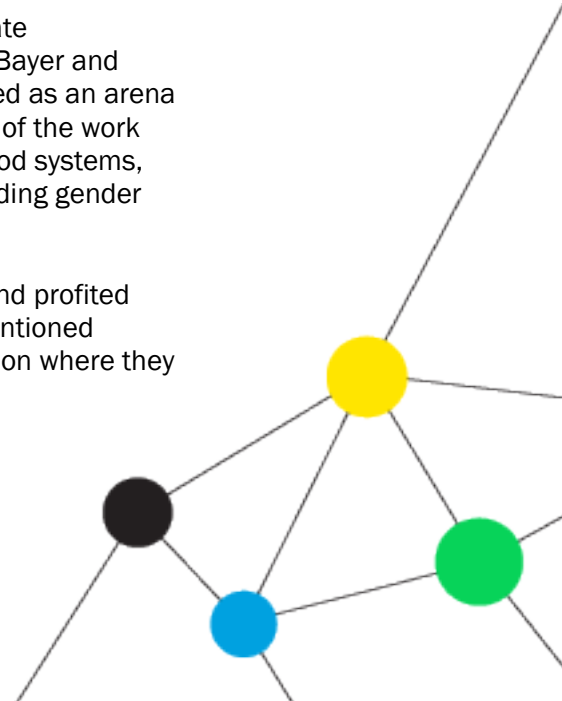 Bayer and
ed as an arena
of the work
od systems,
ding gender
nd profited
ntioned
on where they